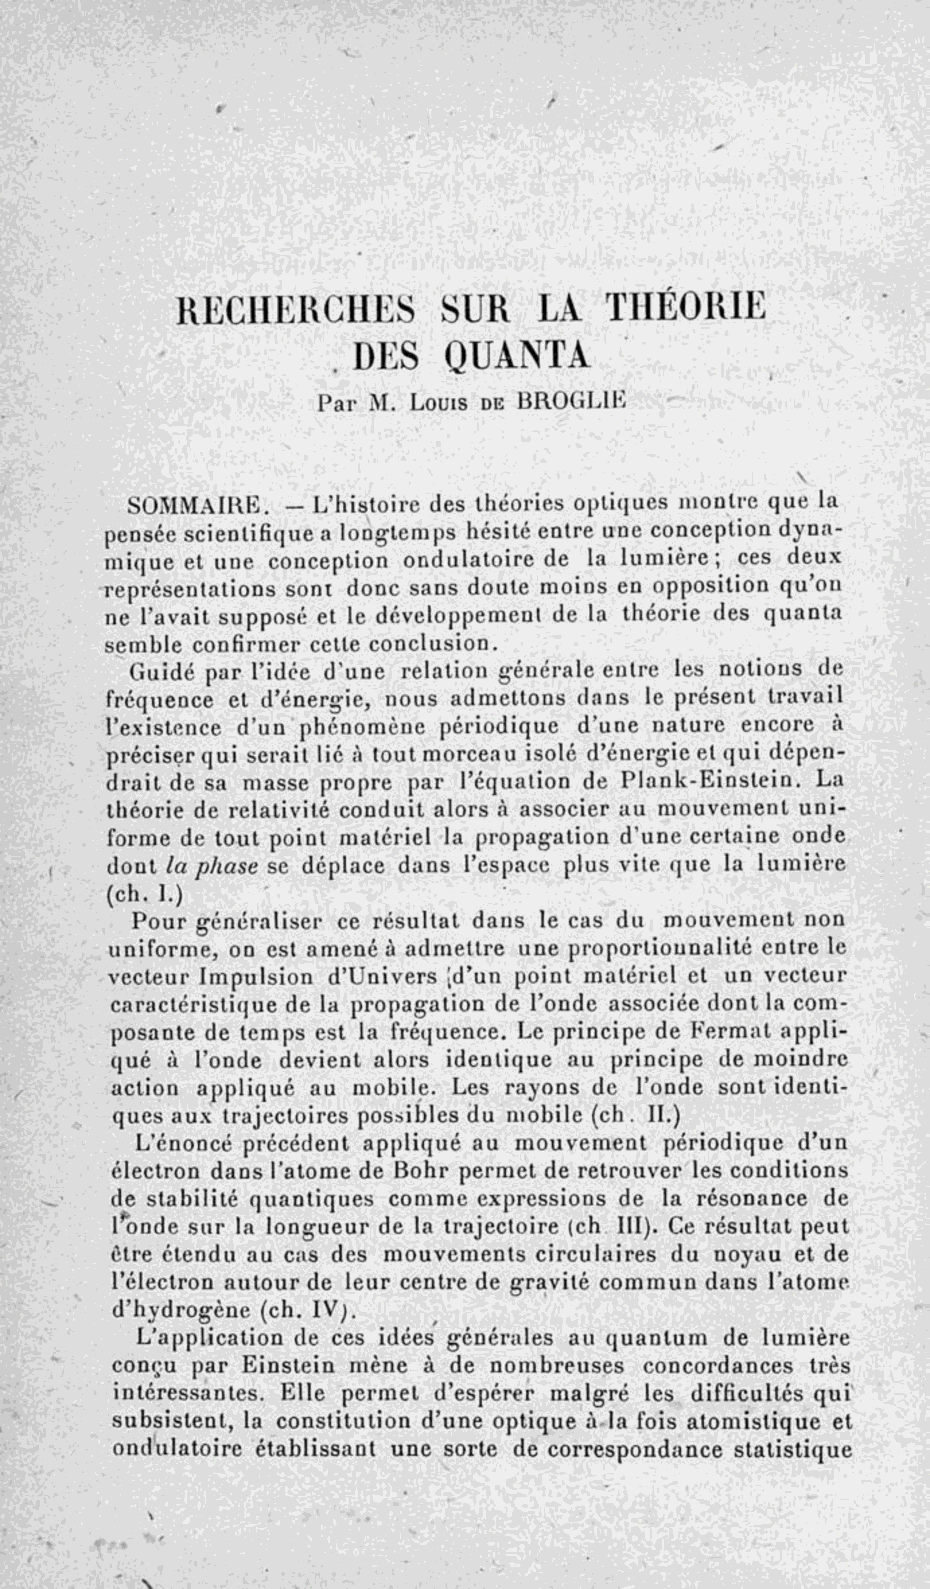 RECHERCHES SUR LA THÉORIE
DES QUANTA
Par M. Louis de BROGLIE
SOMMAIRE. — L'histoire des théories optiques montre que la
pensée scientifique a longtemps hésité entre une conception dyna-
mique et une conception ondulatoire de la lumière; ces deux
représentations sont donc sans doute moins en opposition qu'on
ne l'avait supposé et le développement de la théorie des quanta
semble confirmer cette conclusion.
Guidé par l'idée d'une relation générale entre les notions de
fréquence et d'énergie, nous admettons dans le présent travail
l'existence d'un phénomène périodique d'une nature encore à
préciser qui serait lié à tout morceau isolé d'énergie et qui dépen-
drait de sa masse propre par l'équation de Plank-Einstein. La
théorie de relativité conduit alors à associer au mouvement uni-
forme de tout point matériel la propagation d'une certaine onde
dont la phase se déplace dans l'espace plus vite que la lumière
(ch. I.)
Pour généraliser ce résultat dans le cas du mouvement non
uniforme, on est amené à admettre une proportionnalité entre le
vecteur Impulsion d'Univers d'un point matériel et un vecteur
caractéristique de la propagation de l'onde associée dont la com-
posante de temps est la fréquence. Le principe de Fermat appli-
qué à l'onde devient alors identique au principe de moindre
action appliqué au mobile. Les rayons de l'onde sont identi-
ques aux trajectoires possibles du mobile (ch. II.)
L'énoncé précédent appliqué au mouvement périodique d'un
électron dans l'atome de Bohr permet de retrouver les conditions
de stabilité quantiques comme expressions de la résonance de
l'onde sur la longueur de la trajectoire (ch. III). Ce résultat peut
être étendu au cas des mouvements circulaires du noyau et de
l'électron autour de leur centre de gravité commun dans l'atome
d'hydrogène (ch. IV).
L'application de ces idées générales au quantum de lumière
conçu par Einstein mène à de nombreuses concordances très
intéressantes. Elle permet d'espérer malgré les difficultés qui
subsistent, la constitution d'une optique à la fois atomistique et
ondulatoire établissant une sorte de correspondance statistique